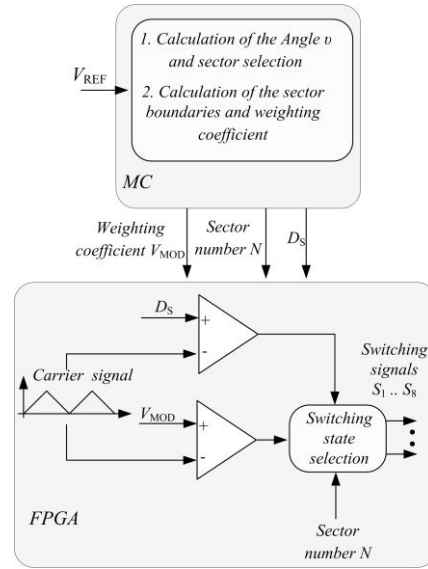 1. Calculation of the Angle υ
and sector selection
V_REF
2. Calculation of the sector
boundaries and weighting
coefficient
MC
Weighting
coefficient V_MOD
Sector
number N
D_S
D_S
+
-
Carrier signal
Switching
signals
S_1 .. S_8
V_MOD
+
-
Switching
state
selection
FPGA
Sector
number N